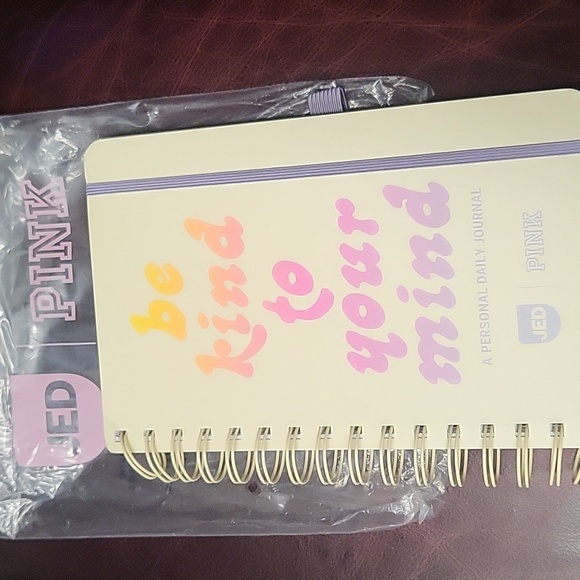 be
kind
to
your
mind
A PERSONAL DAILY JOURNAL
JED
PINK
JED
PINK